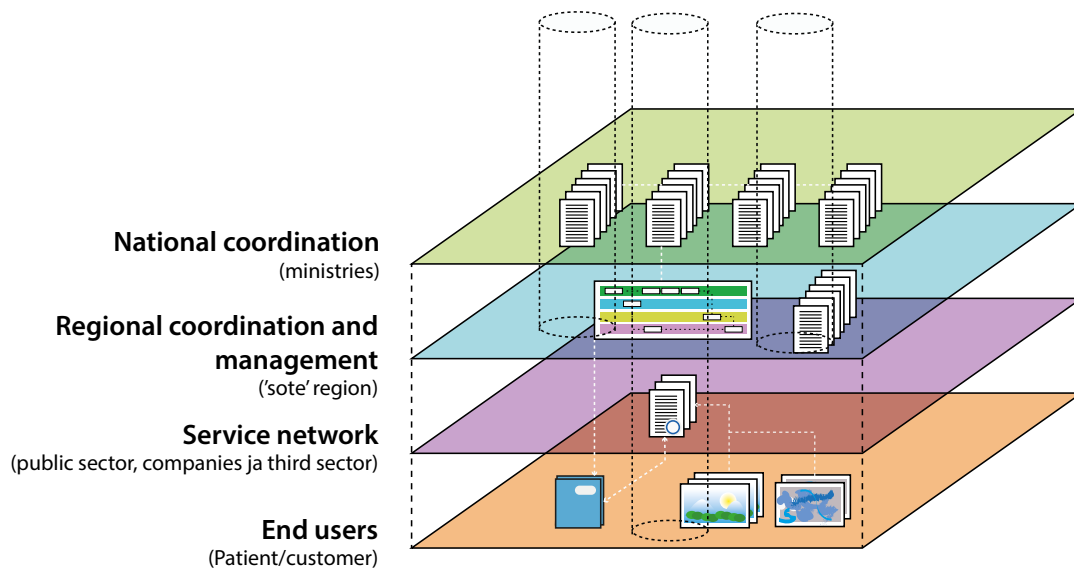 National coordination
(ministries)
Regional coordination and
management
('sote' region)
Service network
(public sector, companies ja third sector)
End users
(Patient/customer)